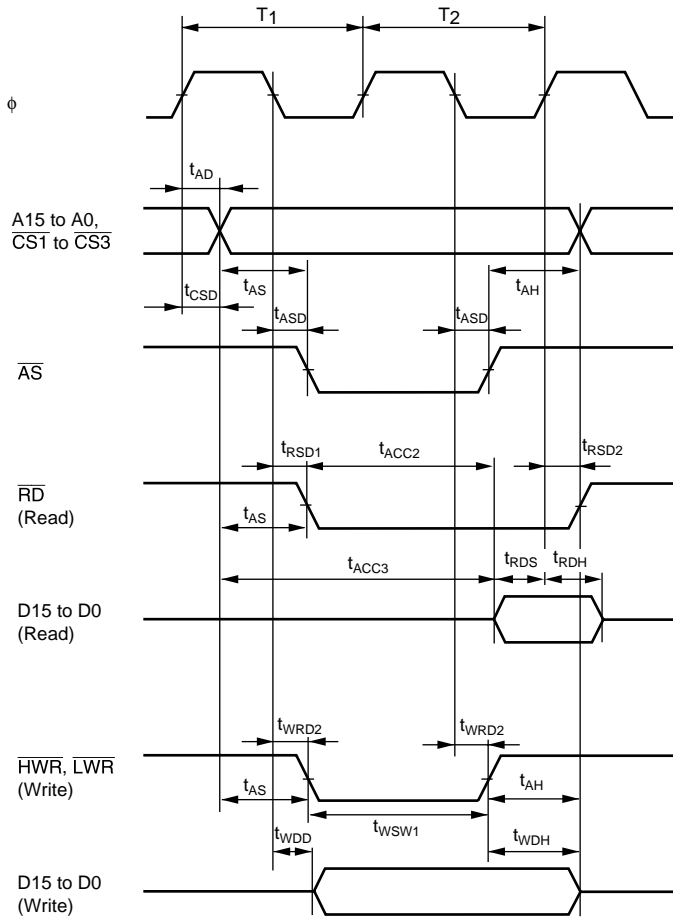 T1 T2
ϕ
tAD
A15 to A0,
CS1 to CS3
tAS tAH
tCSD tASD tASD
AS
tRSD1 tACC2 tRSD2
RD
(Read)
tAS
tACC3 tRDS tRDH
D15 to D0
(Read)
tWRD2 tWRD2
HWR, LWR
(Write)
tAS tAH
tWSW1
tWDD tWDH
D15 to D0
(Write)